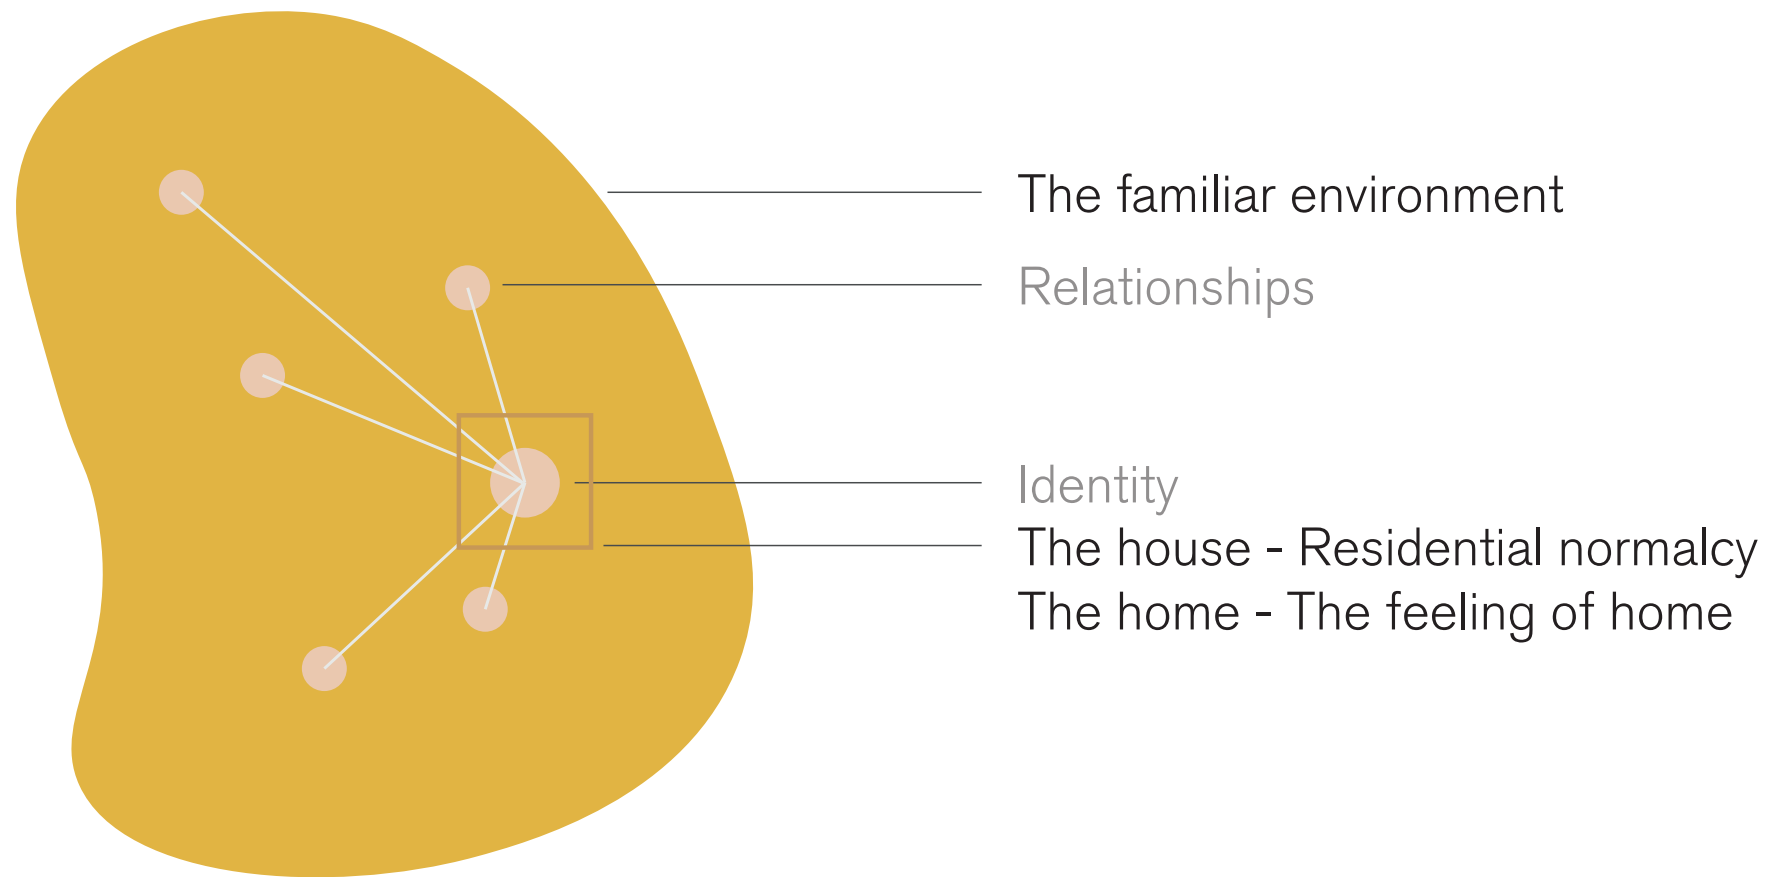 The familiar environment
Relationships
Identity
The house - Residential normalcy
The home - The feeling of home